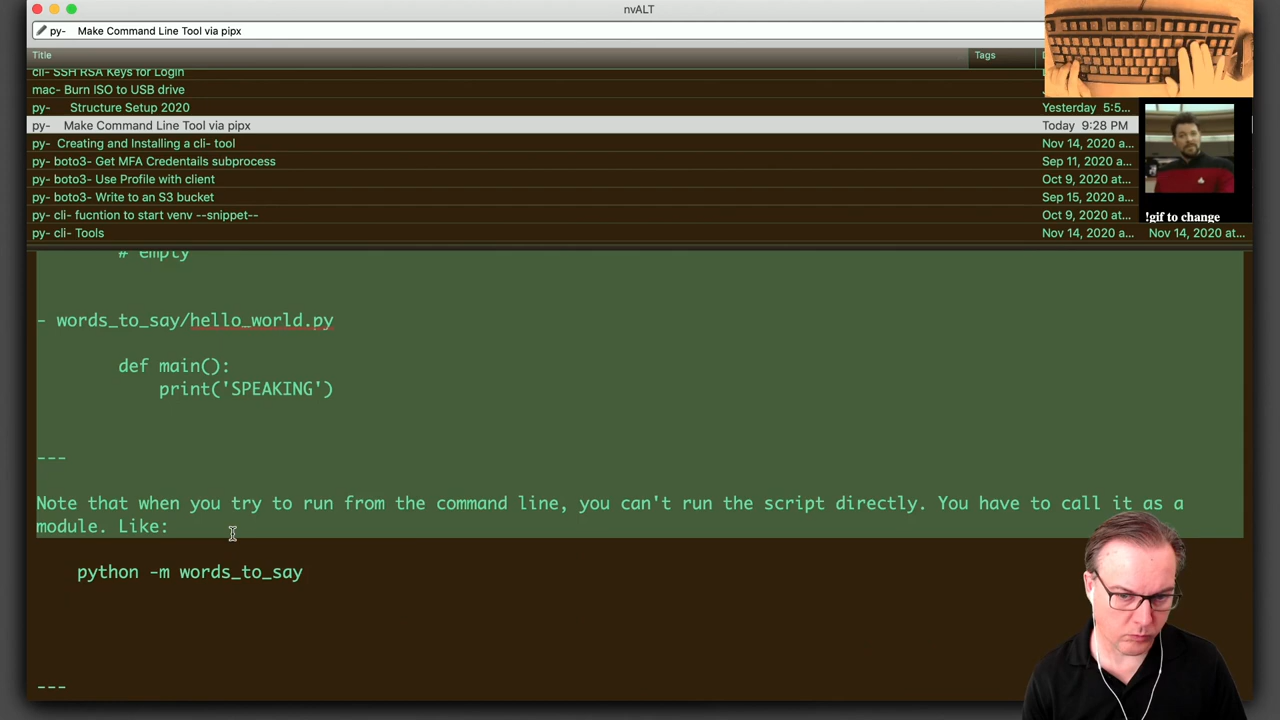 nvALT
py-   Make Command Line Tool via pipx
Title
Tags
cli- SSH RSA Keys for Login
mac- Burn ISO to USB drive
py-     Structure Setup 2020
Yesterday  5:5...
py-   Make Command Line Tool via pipx
Today  9:28 PM
py-  Creating and Installing a cli- tool
Nov 14, 2020 a...
py- boto3- Get MFA Credentails subprocess
Sep 11, 2020 a...
py- boto3- Use Profile with client
Oct 9, 2020 at...
py- boto3- Write to an S3 bucket
Sep 15, 2020 a...
py- cli- fucntion to start venv --snippet--
Oct 9, 2020 at...
!gif to change
py- cli- Tools
Nov 14, 2020 a...
Nov 14, 2020 at...
# empty
- words_to_say/hello_world.py
def main():
print('SPEAKING')
---
Note that when you try to run from the command line, you can't run the script directly. You have to call it as a
module. Like:
python -m words_to_say
---